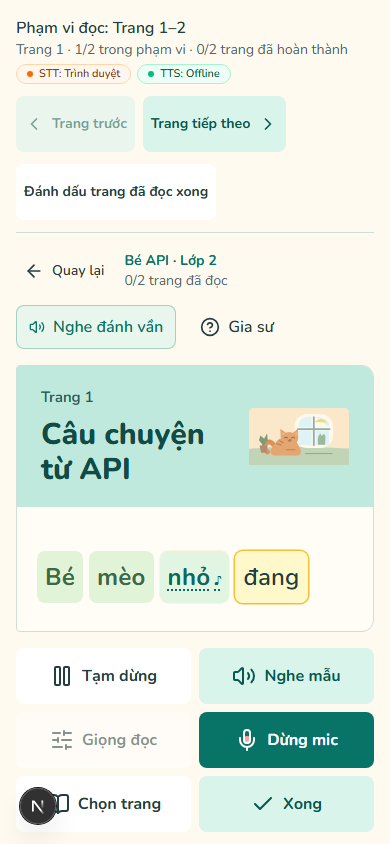 Phạm vi đọc: Trang 1–2
Trang 1 · 1/2 trong phạm vi · 0/2 trang đã hoàn thành
STT: Trình duyệt TTS: Offline
Trang trước Trang tiếp theo
Đánh dấu trang đã đọc xong
Quay lại
Bé API · Lớp 2
0/2 trang đã đọc
Nghe đánh vần Gia sư
Trang 1
Câu chuyện
từ API
Bé mèo nhỏ ♪ đang
Tạm dừng Nghe mẫu
Giọng đọc Dừng mic
N Chọn trang Xong